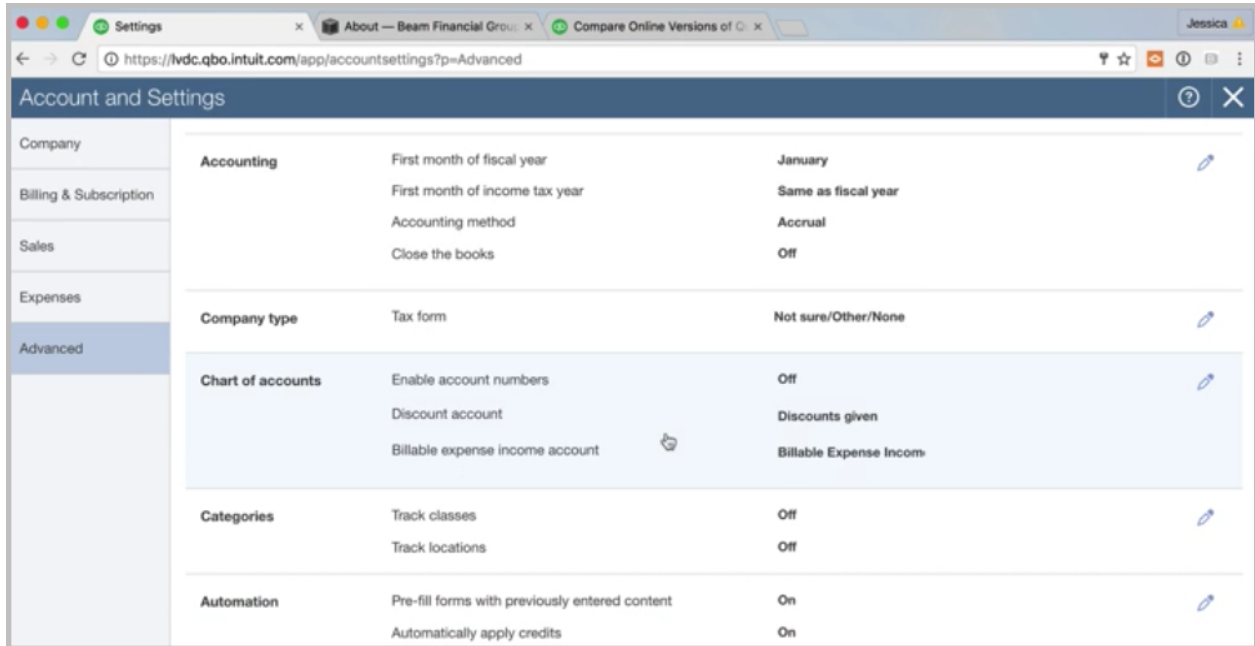 Settings
About — Beam Financial Grou
Compare Online Versions of Q
Jessica
https://lvdc.qbo.intuit.com/app/accountsettings?p=Advanced
Account and Settings
Company
Billing & Subscription
Sales
Expenses
Advanced
Accounting
First month of fiscal year January
First month of income tax year Same as fiscal year
Accounting method Accrual
Close the books Off
Company type
Tax form Not sure/Other/None
Chart of accounts
Enable account numbers Off
Discount account Discounts given
Billable expense income account Billable Expense Incom
Categories
Track classes Off
Track locations Off
Automation
Pre-fill forms with previously entered content On
Automatically apply credits On